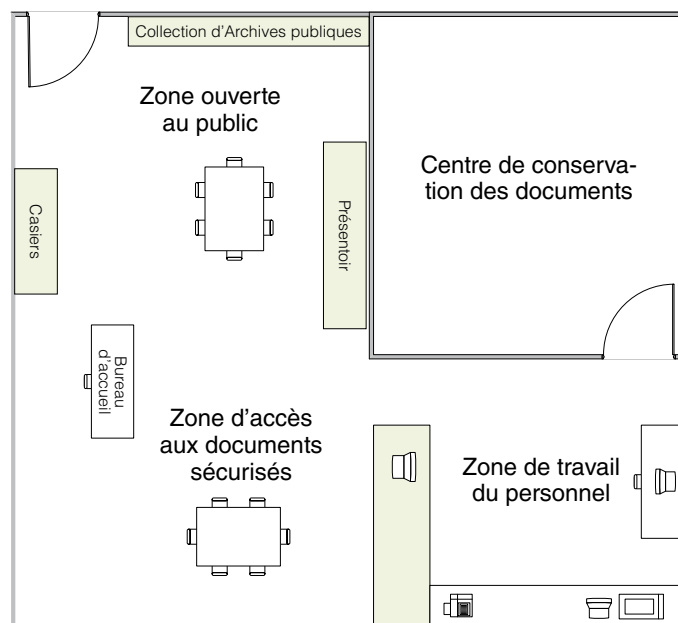 Collection d'Archives publiques
Zone ouverte
au public
Centre de conserva-
tion des documents
Casiers
Présentoir
Bureau
d'accueil
Zone d'accès
aux documents
sécurisés
Zone de travail
du personnel